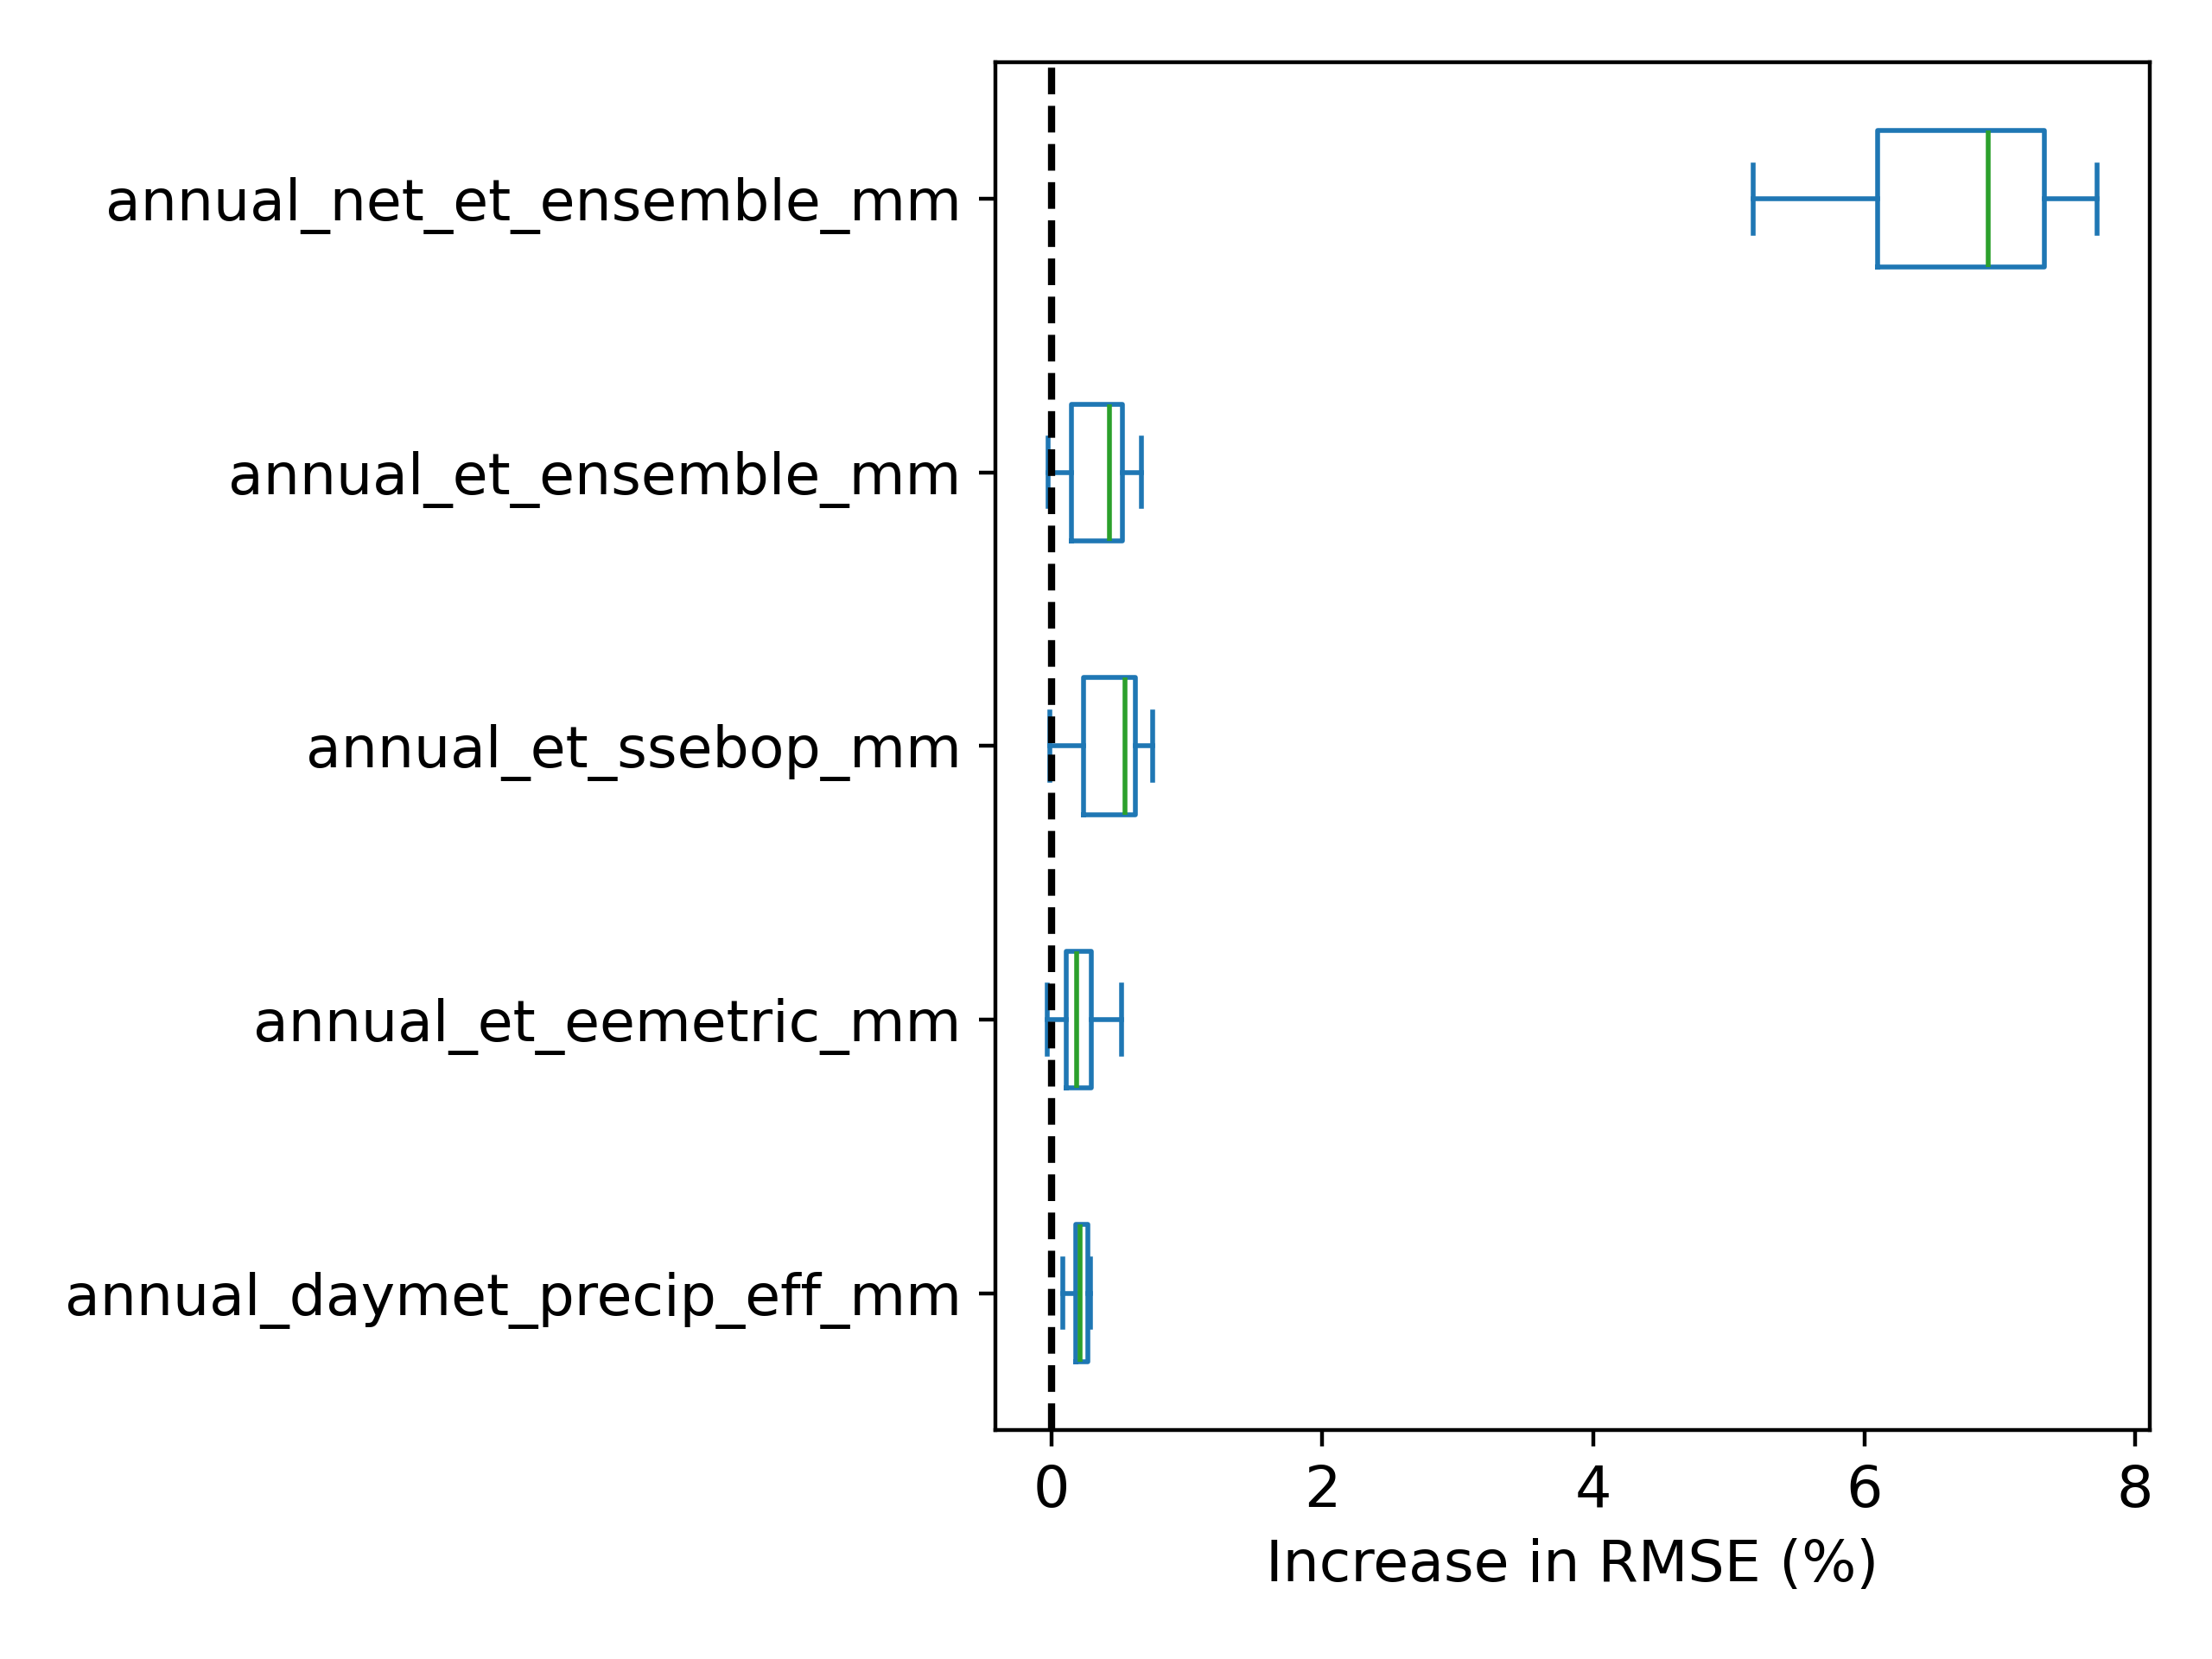 annual_net_et_ensemble_mm
annual_et_ensemble_mm
annual_et_ssebop_mm
annual_et_eemetric_mm
annual_daymet_precip_eff_mm
0 2 4 6 8
Increase in RMSE (%)